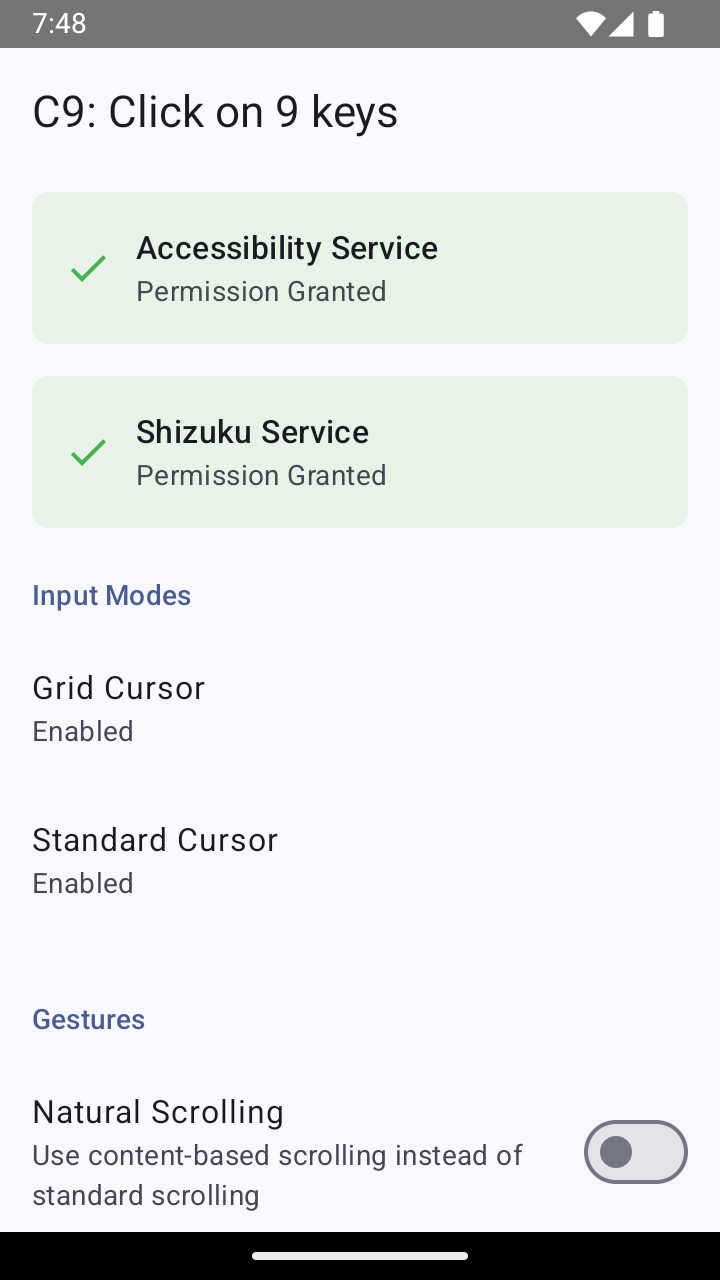 7:48
C9: Click on 9 keys
Accessibility Service
Permission Granted
Shizuku Service
Permission Granted
Input Modes
Grid Cursor
Enabled
Standard Cursor
Enabled
Gestures
Natural Scrolling
Use content-based scrolling instead of
standard scrolling